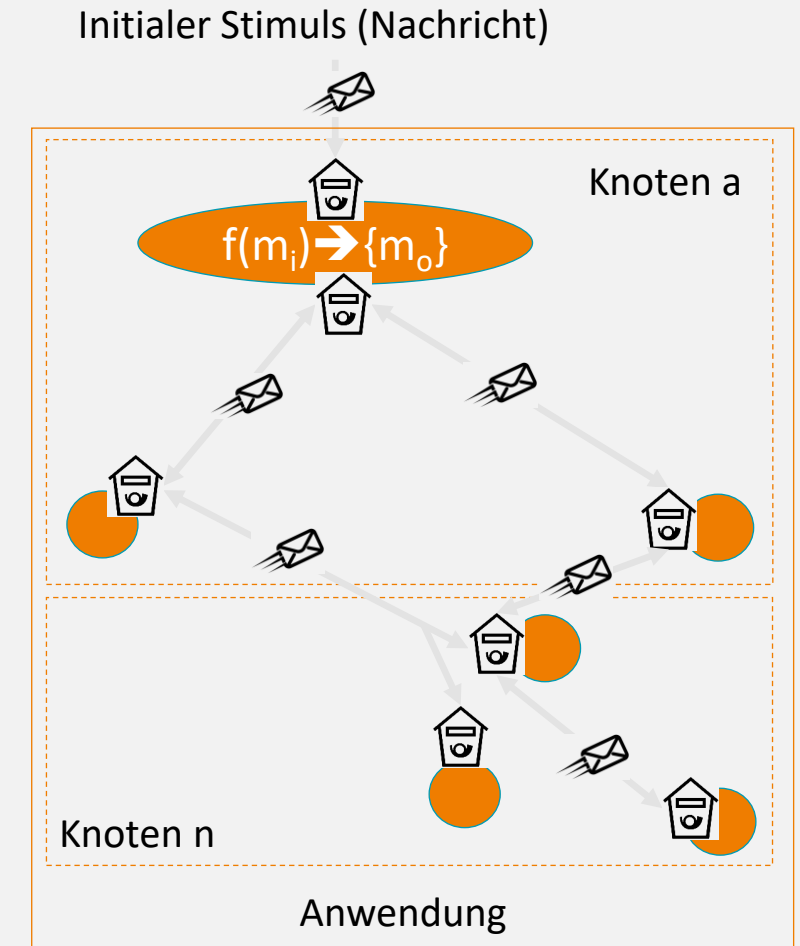 Initialer Stimuls (Nachricht)
Knoten a
f(mᵢ)➔{mₒ}
Knoten n
Anwendung